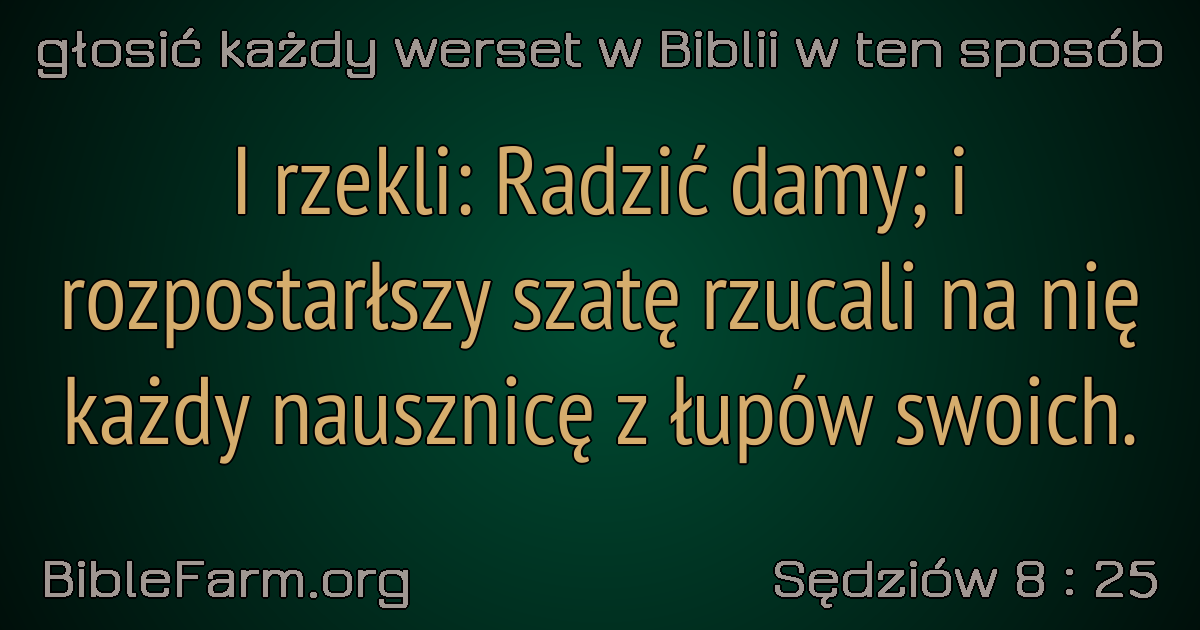 głosić każdy werset w Biblii w ten sposób
I rzekli: Radzić damy; i
rozpostarłszy szatę rzucali na nię
każdy nausznicę z łupów swoich.
BibleFarm.org
Sędziów 8 : 25